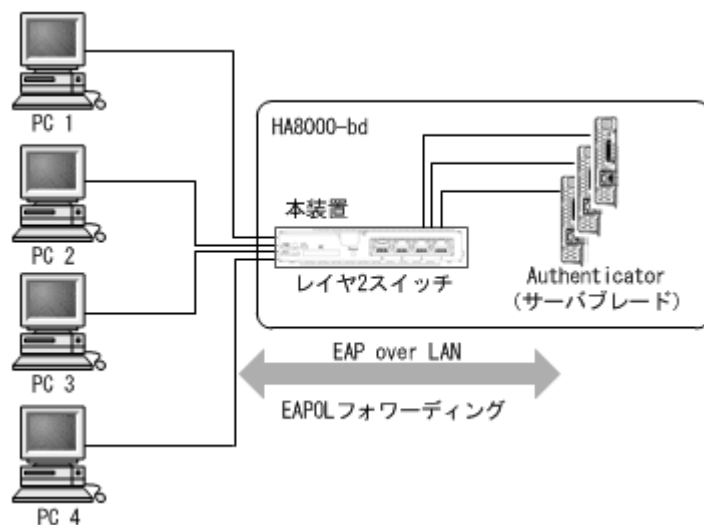 PC 1
PC 2
PC 3
PC 4
HA8000-bd
本装置
レイヤ2スイッチ
Authenticator
(サーバブレード)
EAP over LAN
EAPOLフォワーディング